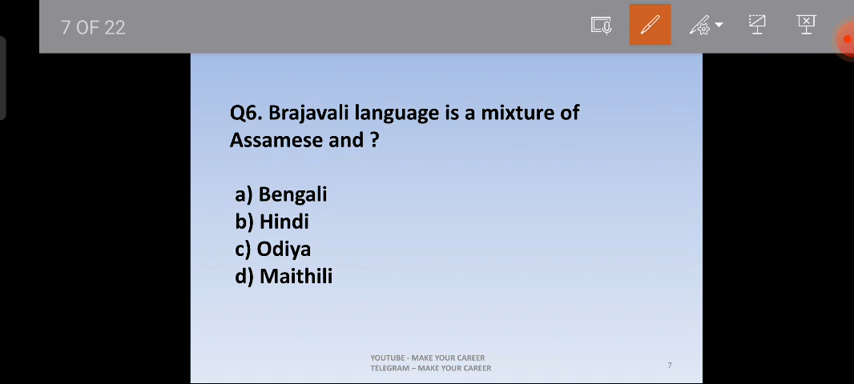 7 OF 22
Q6. Brajavali language is a mixture of
Assamese and ?
a) Bengali
b) Hindi
c) Odiya
d) Maithili
YOUTUBE - MAKE YOUR CAREER
TELEGRAM – MAKE YOUR CAREER
7